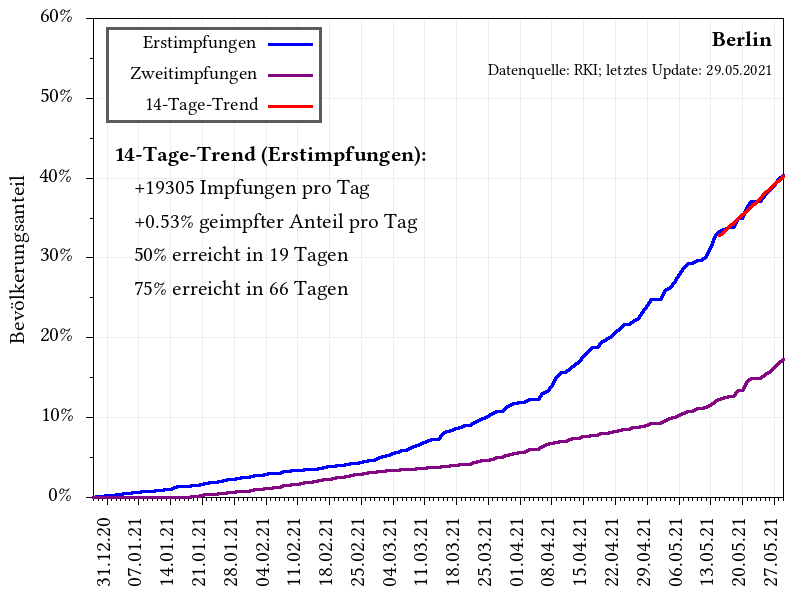 60%
50%
40%
30%
20%
10%
0%
Bevölkerungsanteil
Erstimpfungen
Zweitimpfungen
14-Tage-Trend
Berlin
Datenquelle: RKI; letztes Update: 29.05.2021
14-Tage-Trend (Erstimpfungen):
+19305 Impfungen pro Tag
+0.53% geimpfter Anteil pro Tag
50% erreicht in 19 Tagen
75% erreicht in 66 Tagen
31.12.20
07.01.21
14.01.21
21.01.21
28.01.21
04.02.21
11.02.21
18.02.21
25.02.21
04.03.21
11.03.21
18.03.21
25.03.21
01.04.21
08.04.21
15.04.21
22.04.21
29.04.21
06.05.21
13.05.21
20.05.21
27.05.21